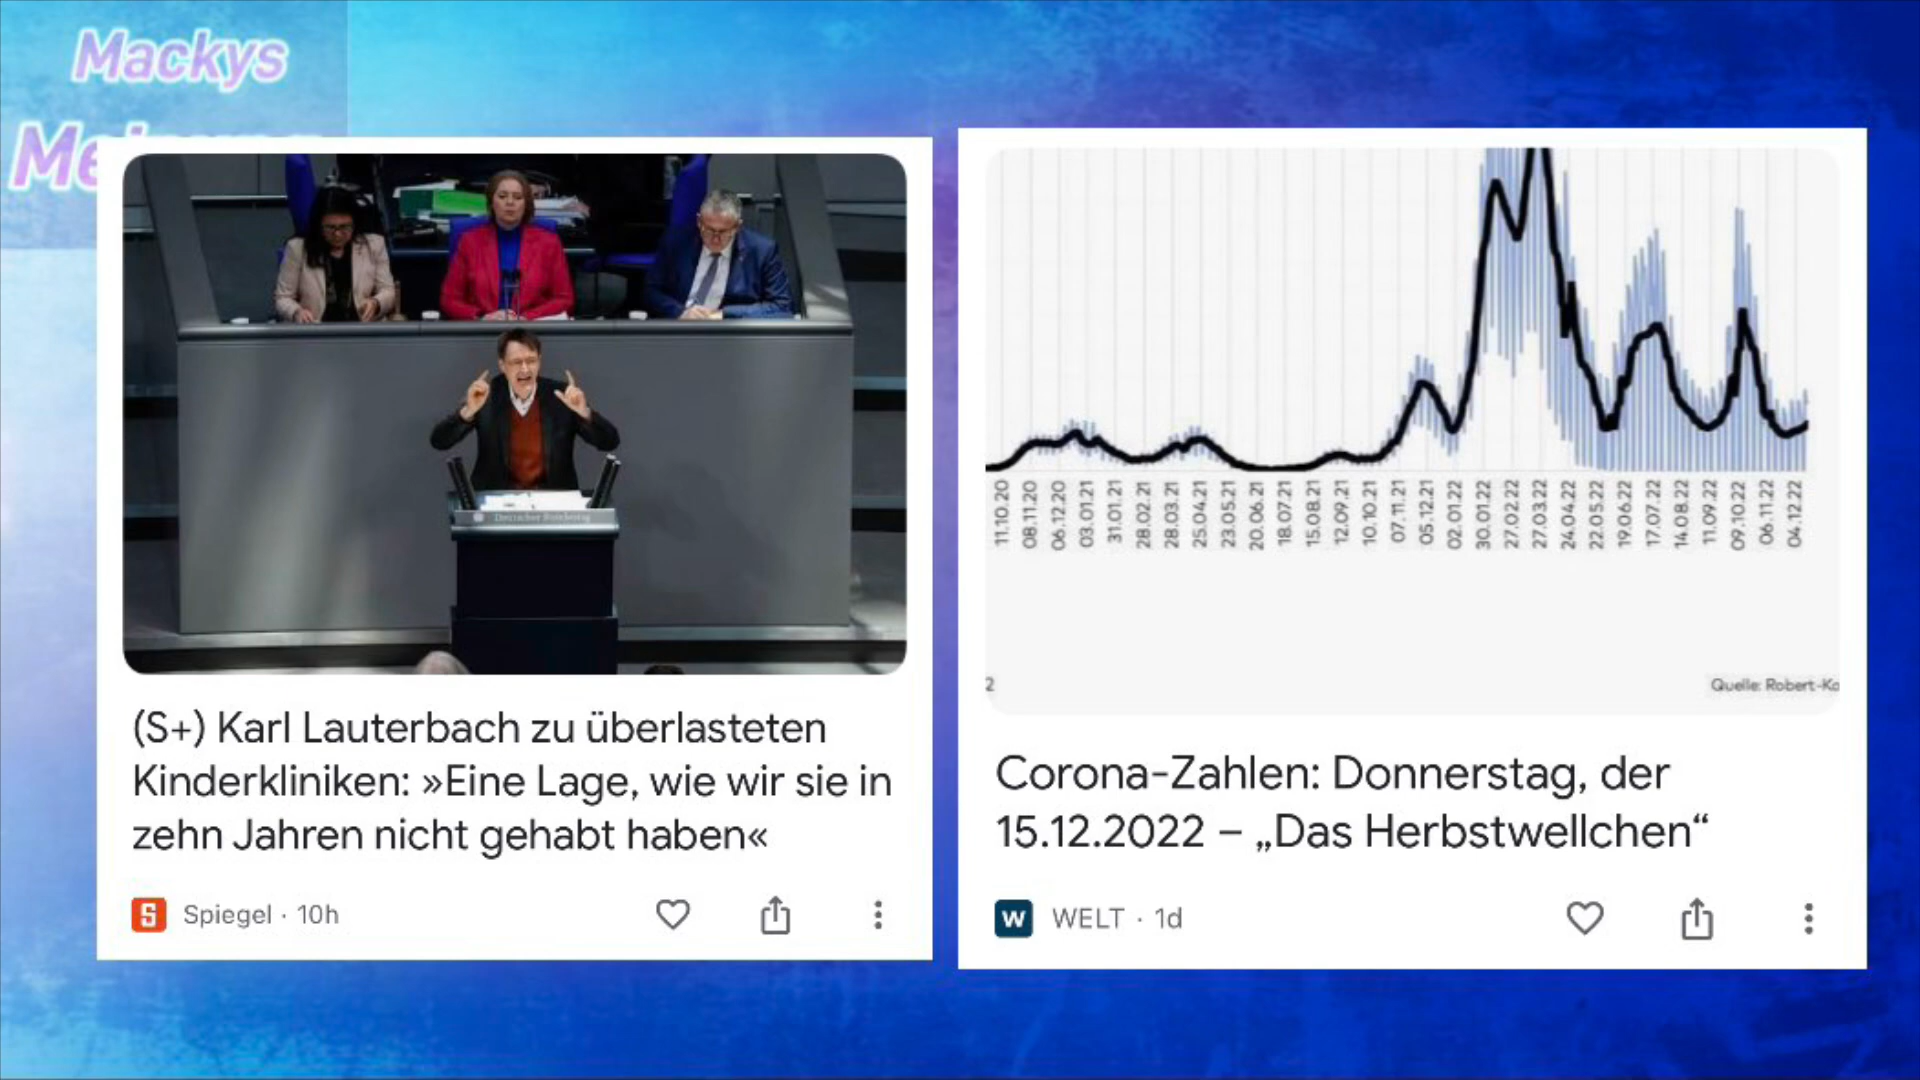 Mackys
(S+) Karl Lauterbach zu überlasteten
Kinderkliniken: »Eine Lage, wie wir sie in
zehn Jahren nicht gehabt haben«
S
Spiegel · 10h
Deutscher Bundestag
11.10.20
08.11.20
06.12.20
03.01.21
31.01.21
28.02.21
28.03.21
25.04.21
23.05.21
20.06.21
18.07.21
15.08.21
12.09.21
10.10.21
07.11.21
05.12.21
02.01.22
30.01.22
27.02.22
27.03.22
24.04.22
22.05.22
19.06.22
17.07.22
14.08.22
11.09.22
09.10.22
06.11.22
04.12.22
2
Quelle: Robert-Ko
Corona-Zahlen: Donnerstag, der
15.12.2022 – „Das Herbstwellchen“
W
WELT · 1d